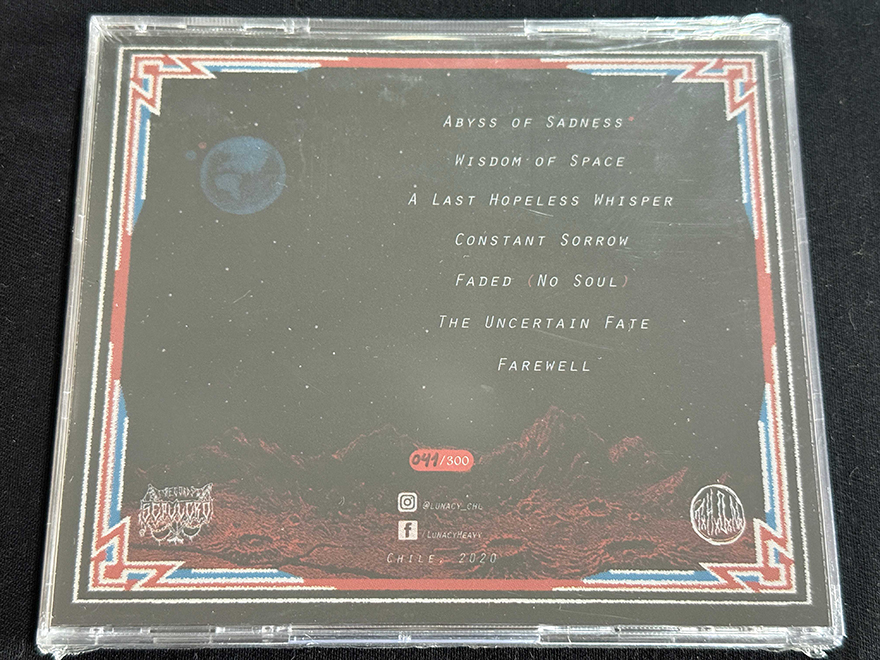 Abyss of Sadness
Wisdom of Space
A Last Hopeless Whisper
Constant Sorrow
Faded (No Soul)
The Uncertain Fate
Farewell
041/300
@lunacy_chl
/LunacyHeavy
Chile, 2020